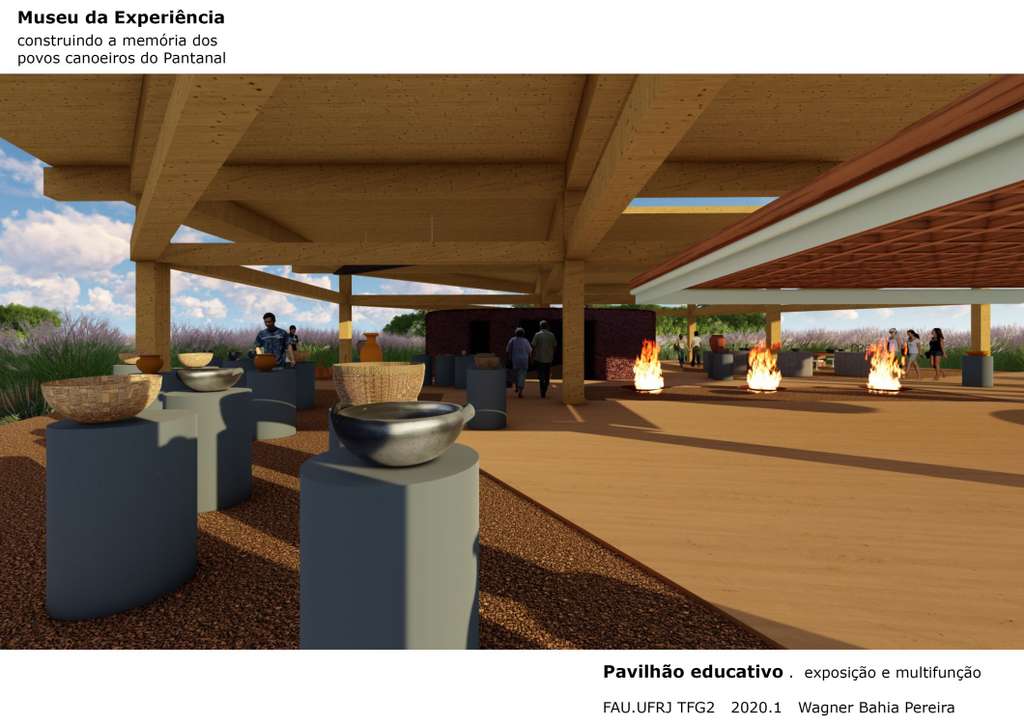 Museu da Experiência
construindo a memória dos
povos canoeiros do Pantanal
Pavilhão educativo . exposição e multifunção
FAU.UFRJ TFG2 2020.1 Wagner Bahia Pereira